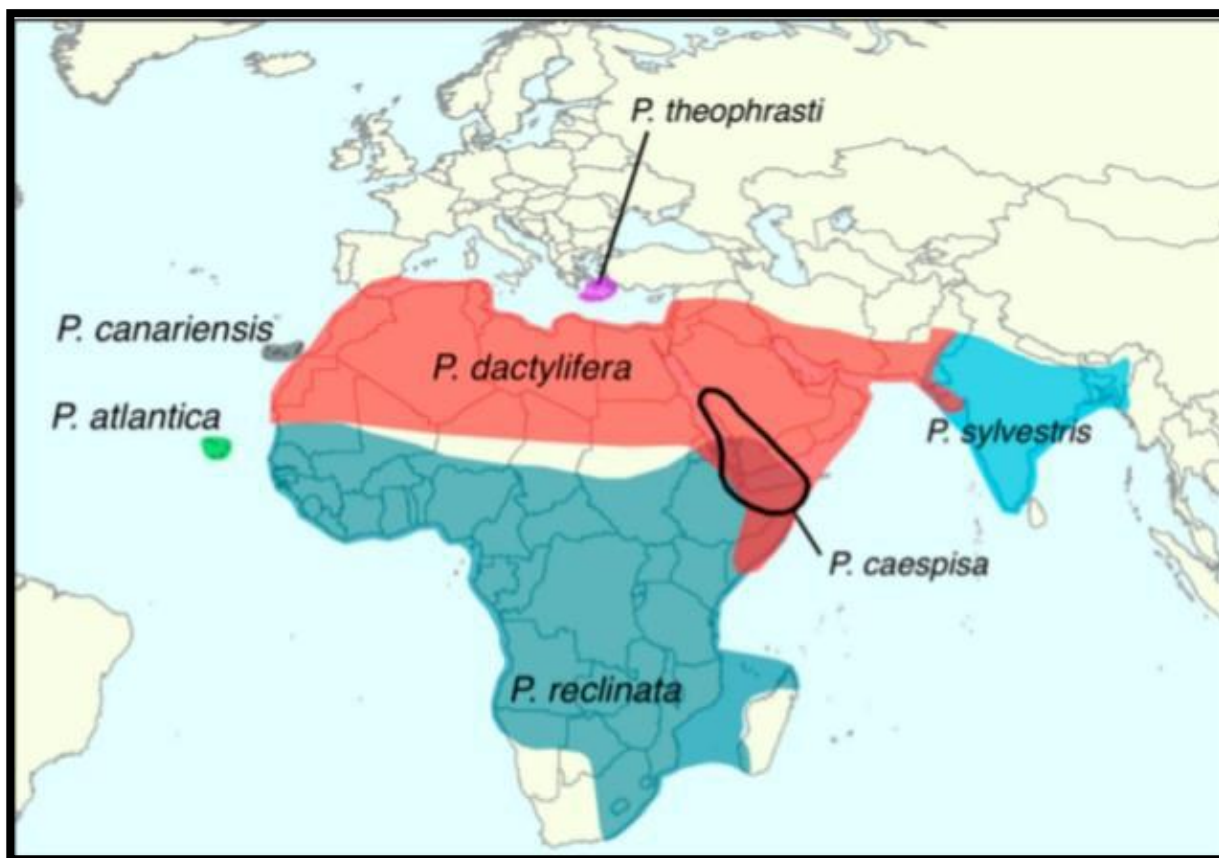 P. theophrasti
P. canariensis
P. dactylifera
P. atlantica
P. sylvestris
P. caespisa
P. reclinata